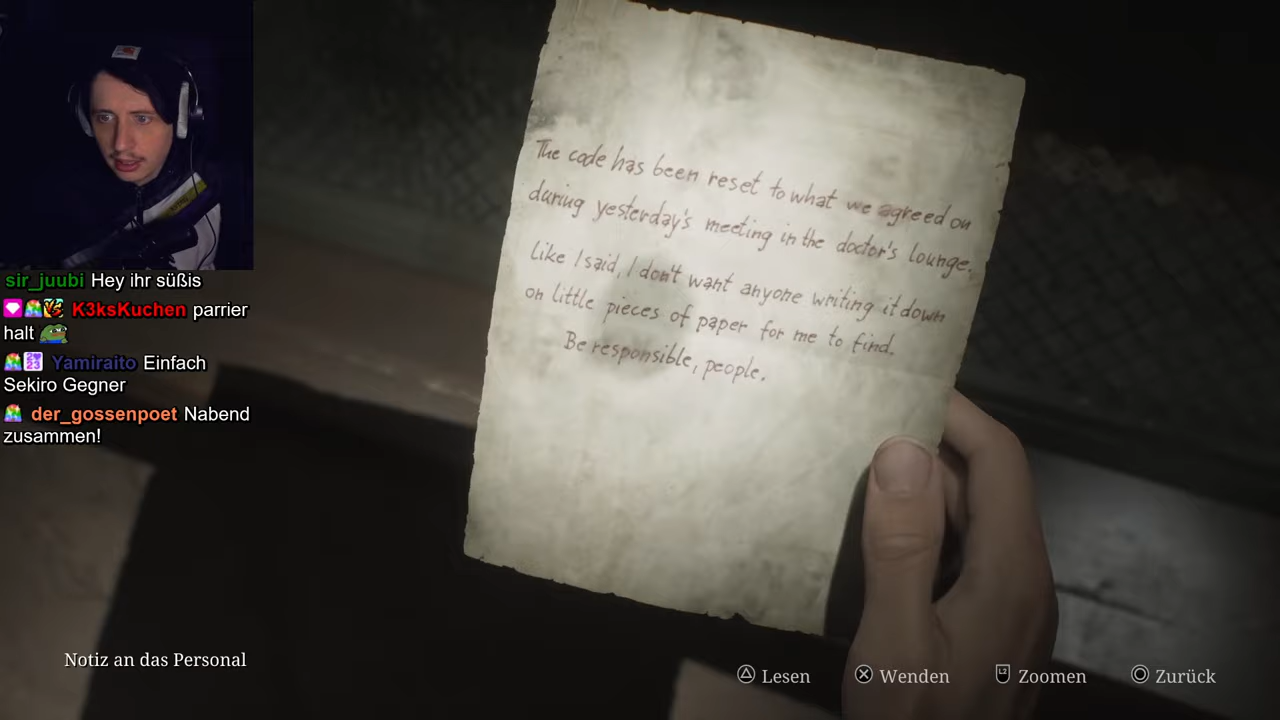 The code has been reset to what we agreed on
during yesterday's meeting in the doctor's lounge.
Like I said, I don't want anyone writing it down
on little pieces of paper for me to find.
Be responsible, people.
sir_juubi Hey ihr süßis
K3ksKuchen parrier
halt
Yamiraito Einfach
Sekiro Gegner
der_gossenpoet Nabend
zusammen!
Notiz an das Personal
Lesen
Wenden
L2 Zoomen
Zurück